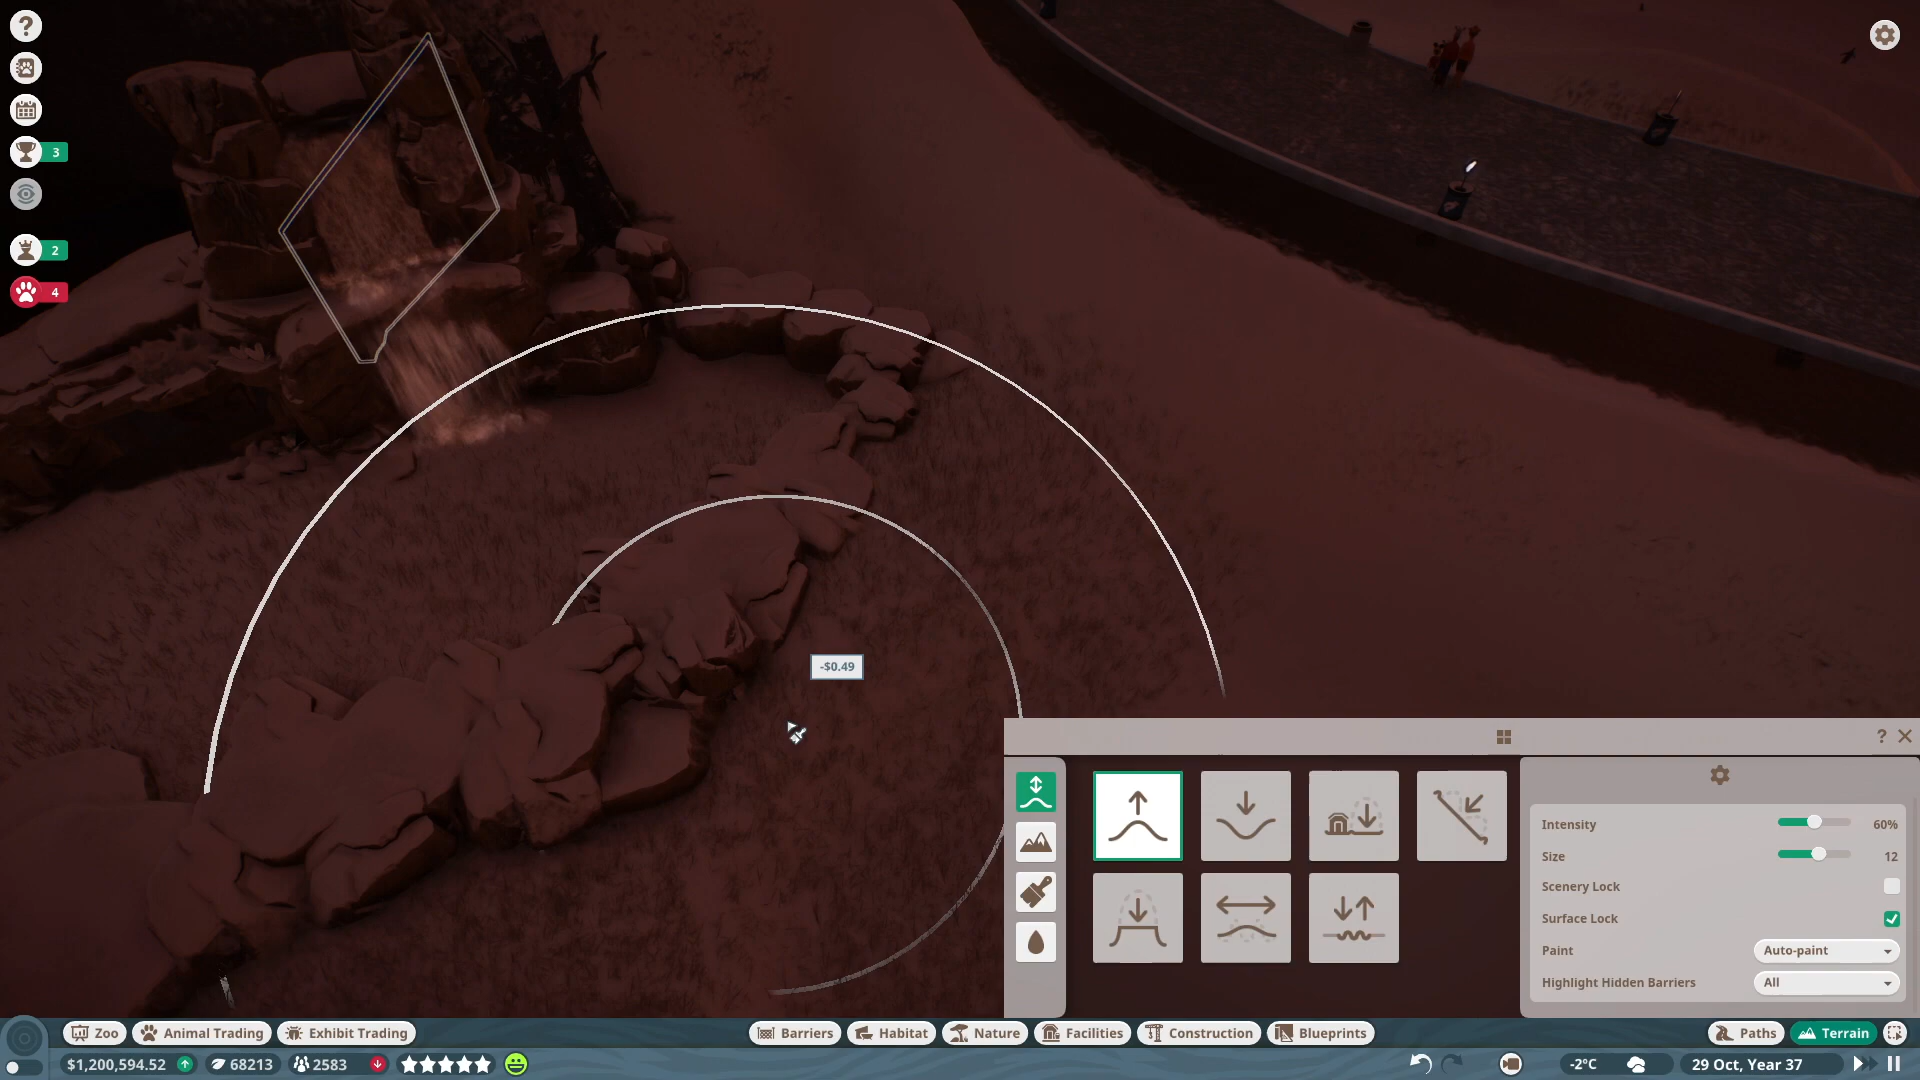 ?
3
2
4
-$0.49
?
Intensity 60%
Size 12
Scenery Lock
Surface Lock
Paint Auto-paint
Highlight Hidden Barriers All
Zoo Animal Trading Exhibit Trading Barriers Habitat Nature Facilities Construction Blueprints Paths Terrain
$1,200,594.52 68213 2583 -2°C 29 Oct, Year 37